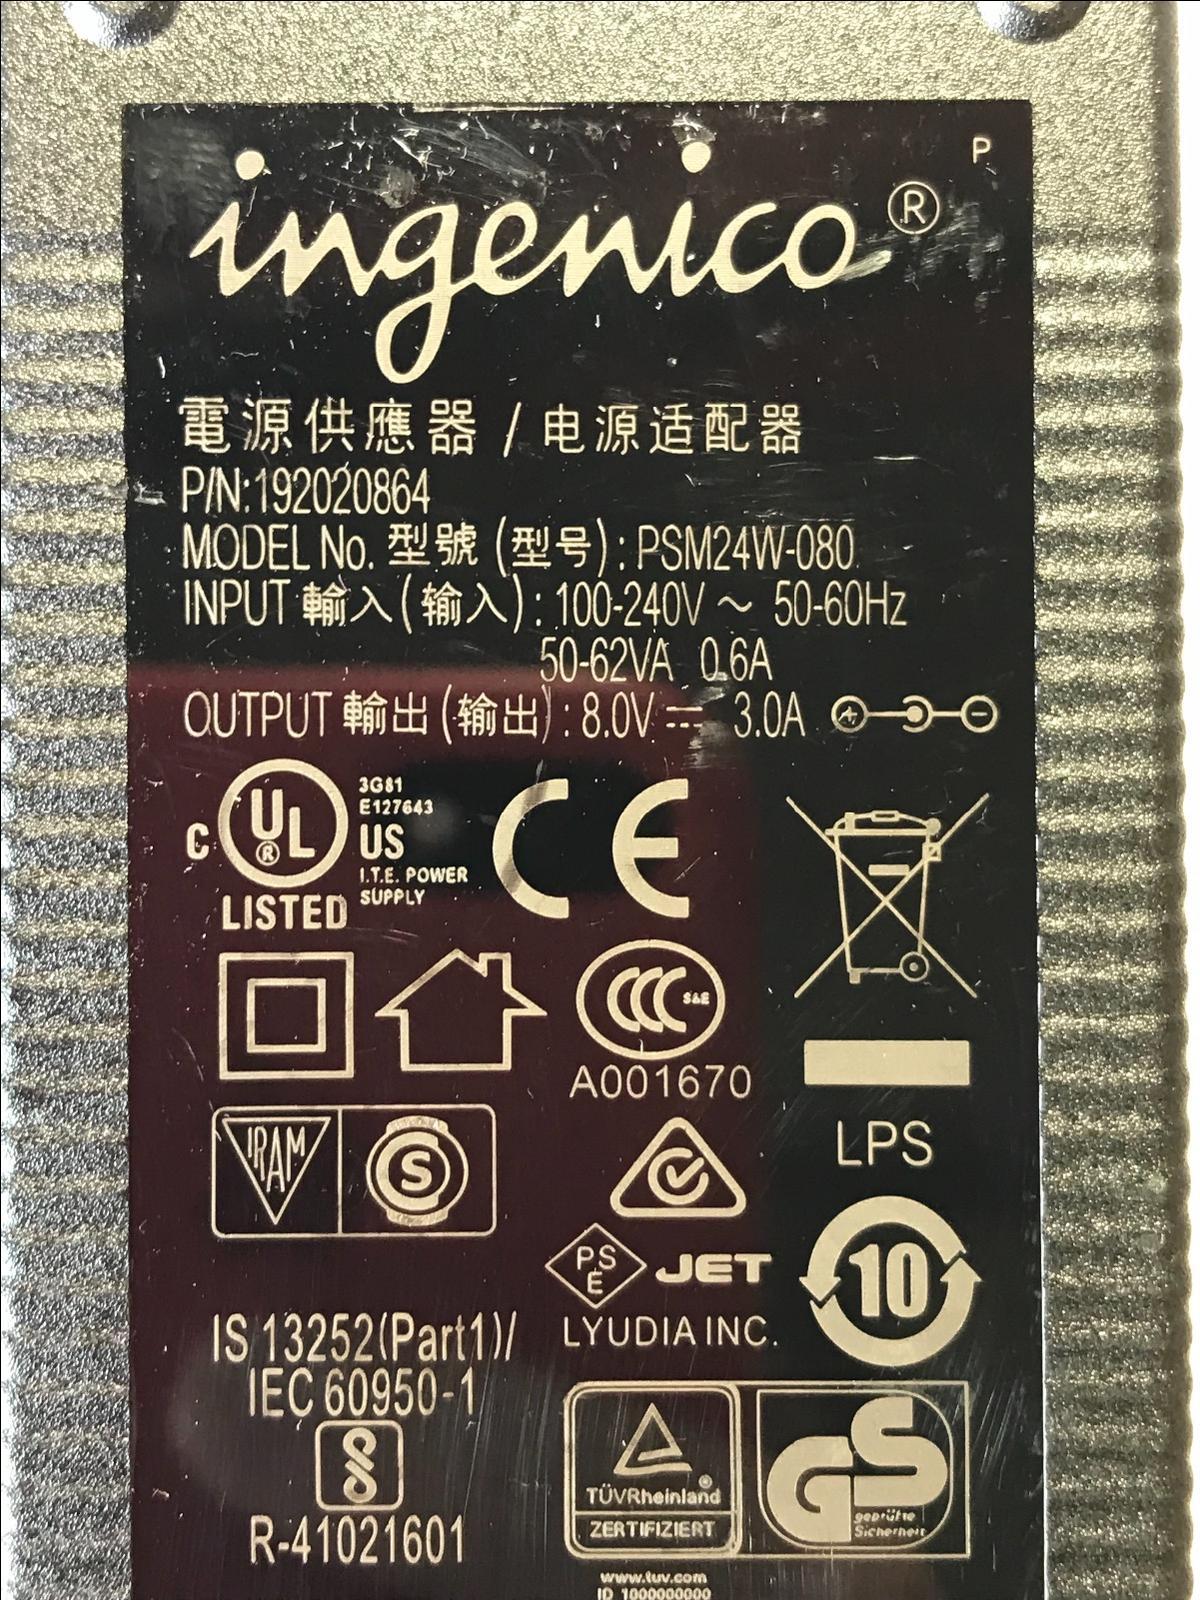 P
ingenico®
電源供應器 / 电源适配器
P/N:192020864
MODEL No. 型號 (型号) : PSM24W-080
INPUT 輸入 (输入) : 100-240V ~ 50-60Hz
50-62VA 0.6A
OUTPUT 輸出 (输出) : 8.0V ⎓ 3.0A
C UL ® US
3G81
E127643
I.T.E. POWER
SUPPLY
LISTED
CE
CCC S&E
A001670
LPS
IRAM S
PSE JET
LYUDIA INC.
10
IS 13252(Part1)/
IEC 60950-1
R-41021601
TÜVRheinland®
ZERTIFIZIERT
GS
geprüfte
Sicherheit
www.tuv.com
ID 1000000000